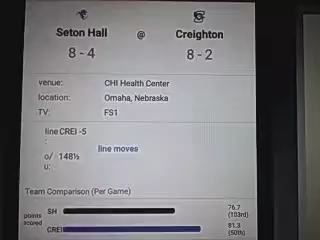 Seton Hall @ Creighton
8 - 4 8 - 2
venue: CHI Health Center
location: Omaha, Nebraska
TV: FS1
line CREI -5
:
o/ 148½ line moves
u:
Team Comparison (Per Game)
points scored
SH 76.7 (103rd)
CREI 81.3 (50th)